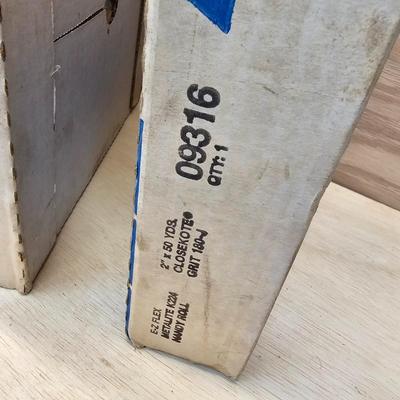 09316
QTY: 1
2" X 50 YDS.
CLOSEKOTE®
GRIT 180-J
E-Z FLEX
METALITE K224
HANDY ROLL